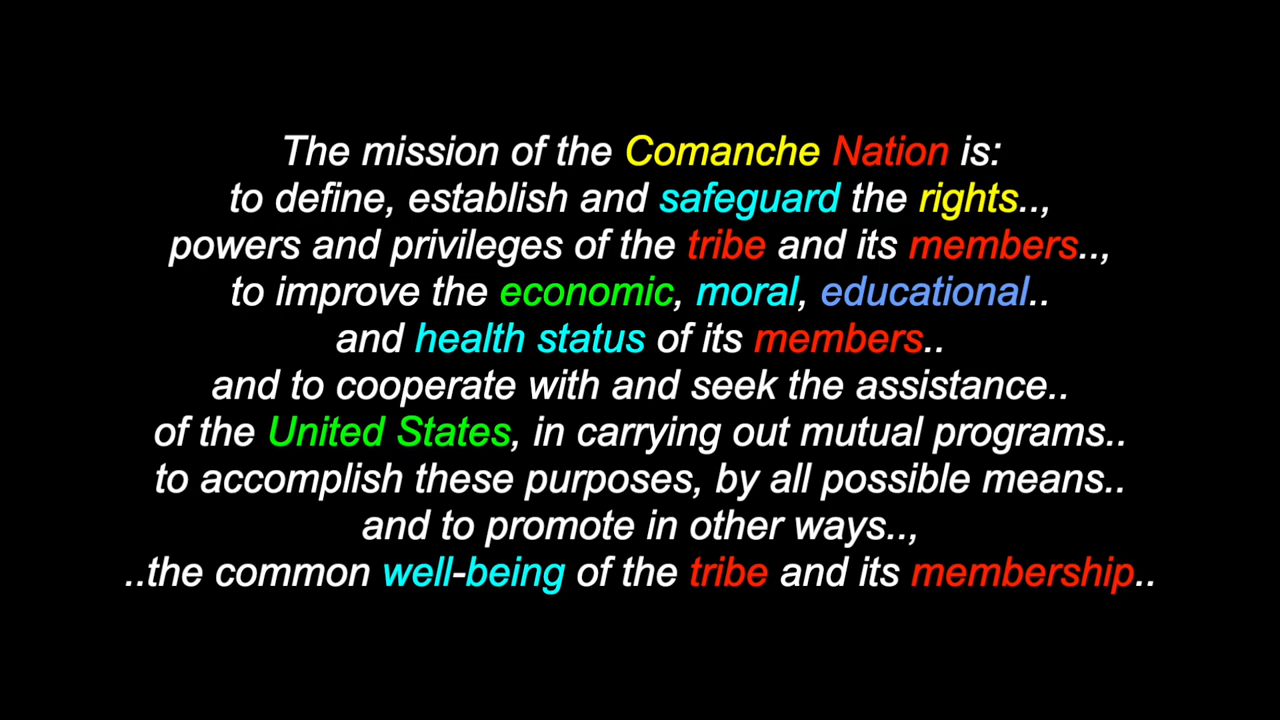 The mission of the Comanche Nation is:
to define, establish and safeguard the rights..,
powers and privileges of the tribe and its members..,
to improve the economic, moral, educational..
and health status of its members..
and to cooperate with and seek the assistance..
of the United States, in carrying out mutual programs..
to accomplish these purposes, by all possible means..
and to promote in other ways..,
..the common well-being of the tribe and its membership..